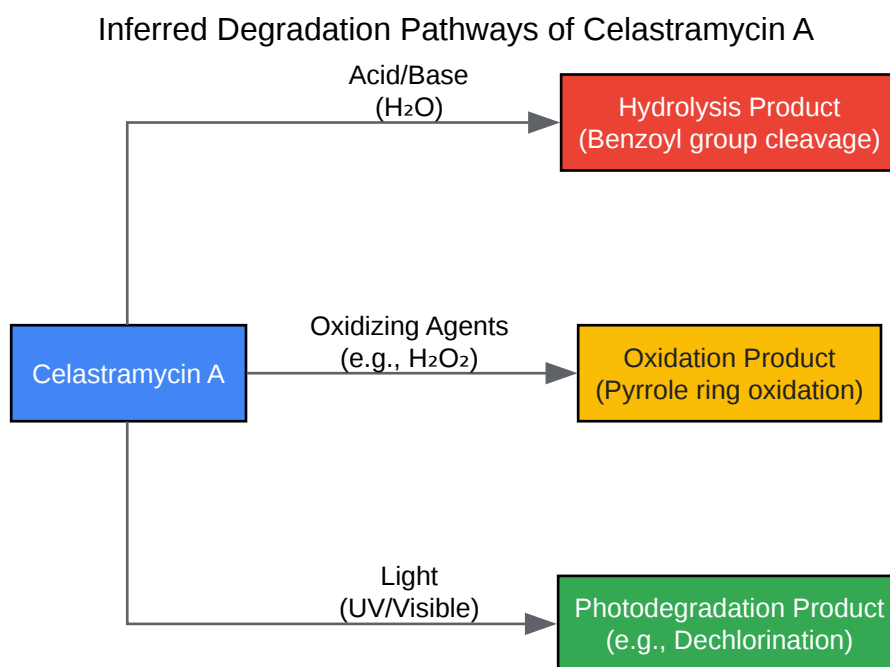 Inferred Degradation Pathways of Celastramycin A
Acid/Base
(H₂O)
Hydrolysis Product
(Benzoyl group cleavage)
Celastramycin A
Oxidizing Agents
(e.g., H₂O₂)
Oxidation Product
(Pyrrole ring oxidation)
Light
(UV/Visible)
Photodegradation Product
(e.g., Dechlorination)